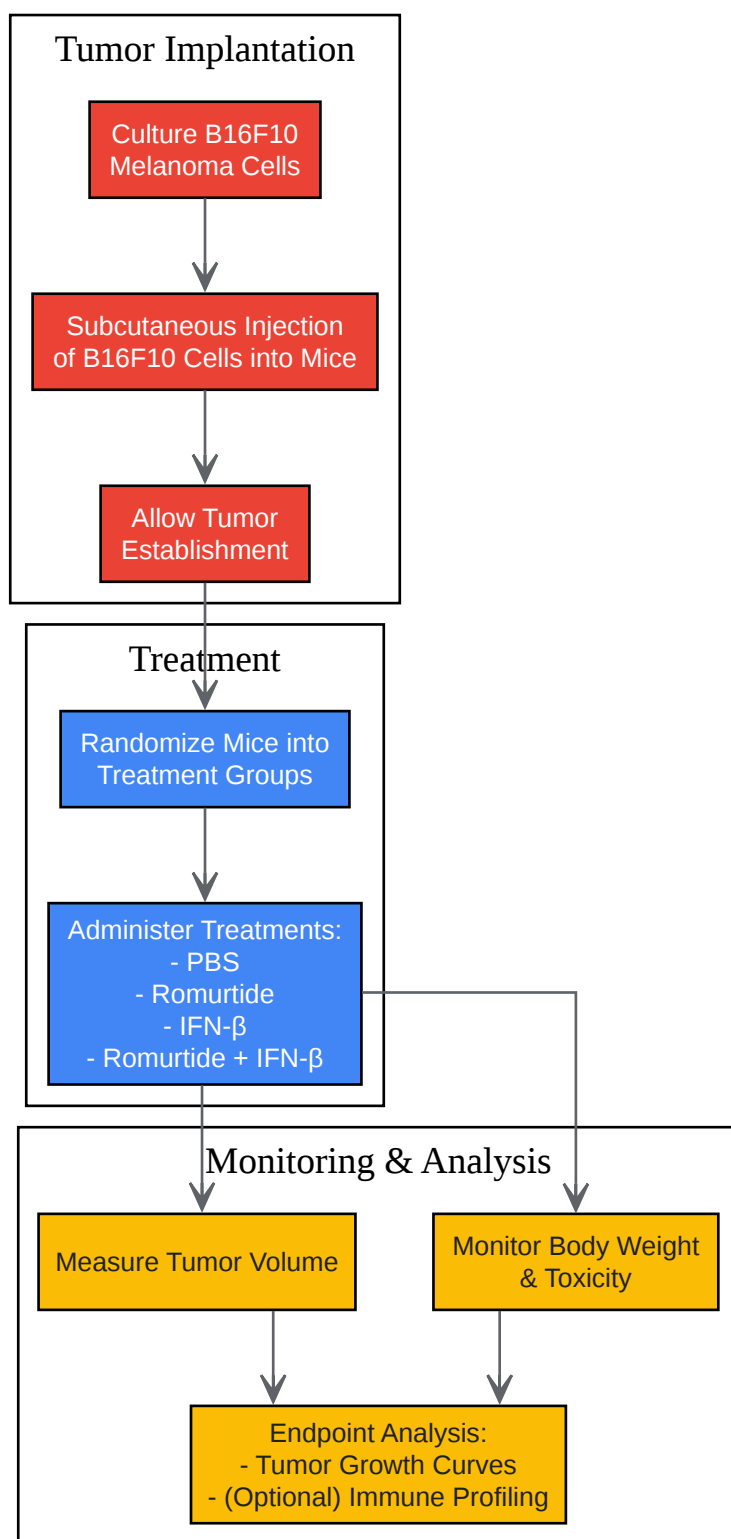 Tumor Implantation
Culture B16F10
Melanoma Cells
Subcutaneous Injection
of B16F10 Cells into Mice
Allow Tumor
Establishment
Treatment
Randomize Mice into
Treatment Groups
Administer Treatments:
- PBS
- Romurtide
- IFN-β
- Romurtide + IFN-β
Monitoring & Analysis
Measure Tumor Volume
Monitor Body Weight
& Toxicity
Endpoint Analysis:
- Tumor Growth Curves
- (Optional) Immune Profiling